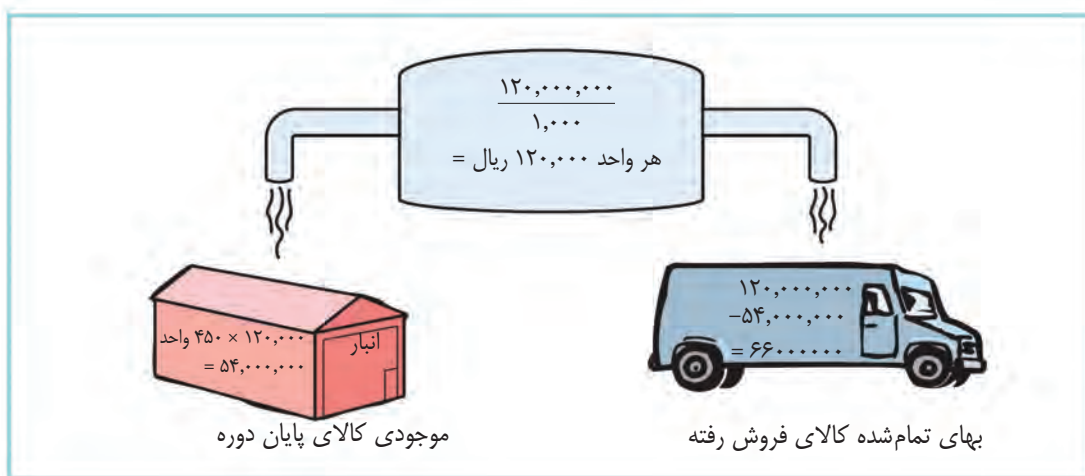 ۱۲۰,۰۰۰,۰۰۰
۱,۰۰۰
هر واحد ۱۲۰,۰۰۰ ریال =
۱۲۰,۰۰۰,۰۰۰
−۵۴,۰۰۰,۰۰۰
= ۶۶۰۰۰۰۰۰
بهای تمام‌شده کالای فروش رفته
انبار
۴۵۰ × ۱۲۰,۰۰۰ واحد
= ۵۴,۰۰۰,۰۰۰
موجودی کالای پایان دوره